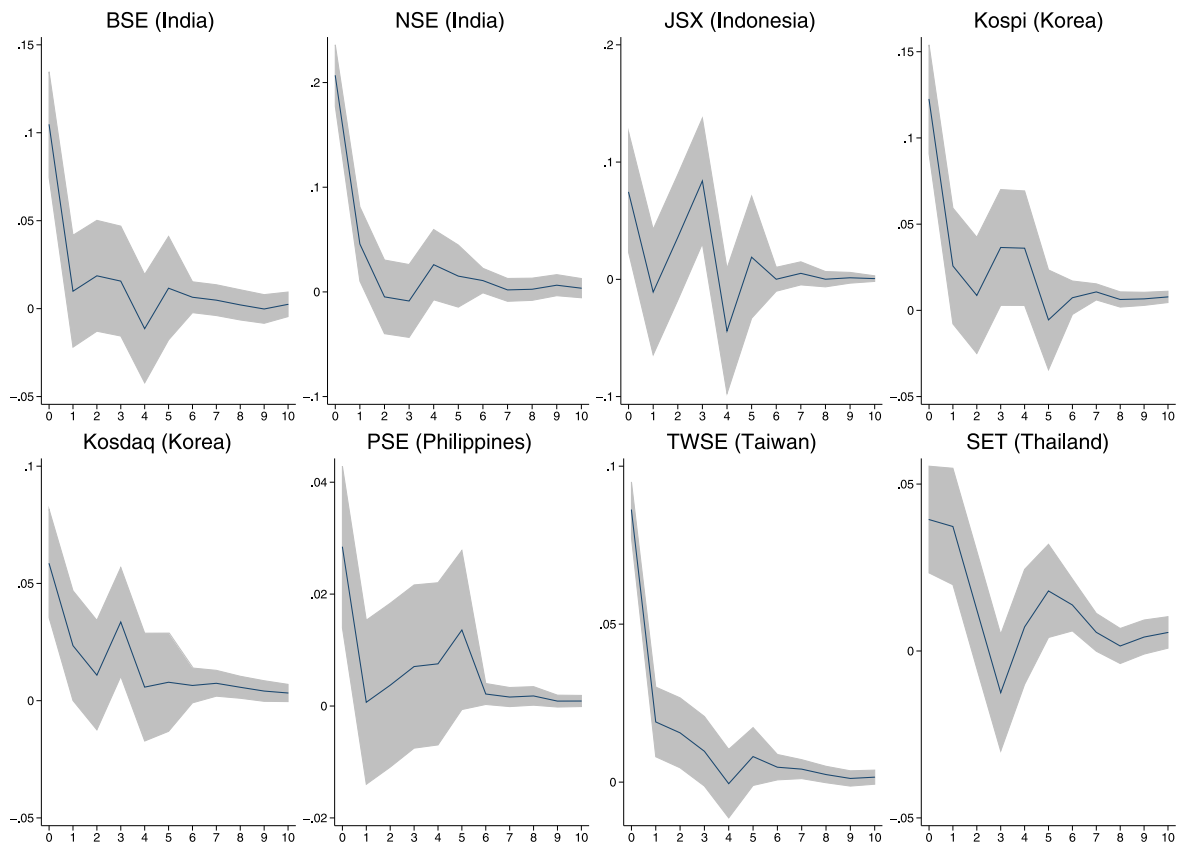 BSE (India)
.15
.1
.05
0
−.05
0 1 2 3 4 5 6 7 8 9 10
NSE (India)
.2
.1
0
−.1
0 1 2 3 4 5 6 7 8 9 10
JSX (Indonesia)
.2
.1
0
−.1
0 1 2 3 4 5 6 7 8 9 10
Kospi (Korea)
.15
.1
.05
0
−.05
0 1 2 3 4 5 6 7 8 9 10
Kosdaq (Korea)
.1
.05
0
−.05
0 1 2 3 4 5 6 7 8 9 10
PSE (Philippines)
.04
.02
0
−.02
0 1 2 3 4 5 6 7 8 9 10
TWSE (Taiwan)
.1
.05
0
0 1 2 3 4 5 6 7 8 9 10
SET (Thailand)
.05
0
−.05
0 1 2 3 4 5 6 7 8 9 10